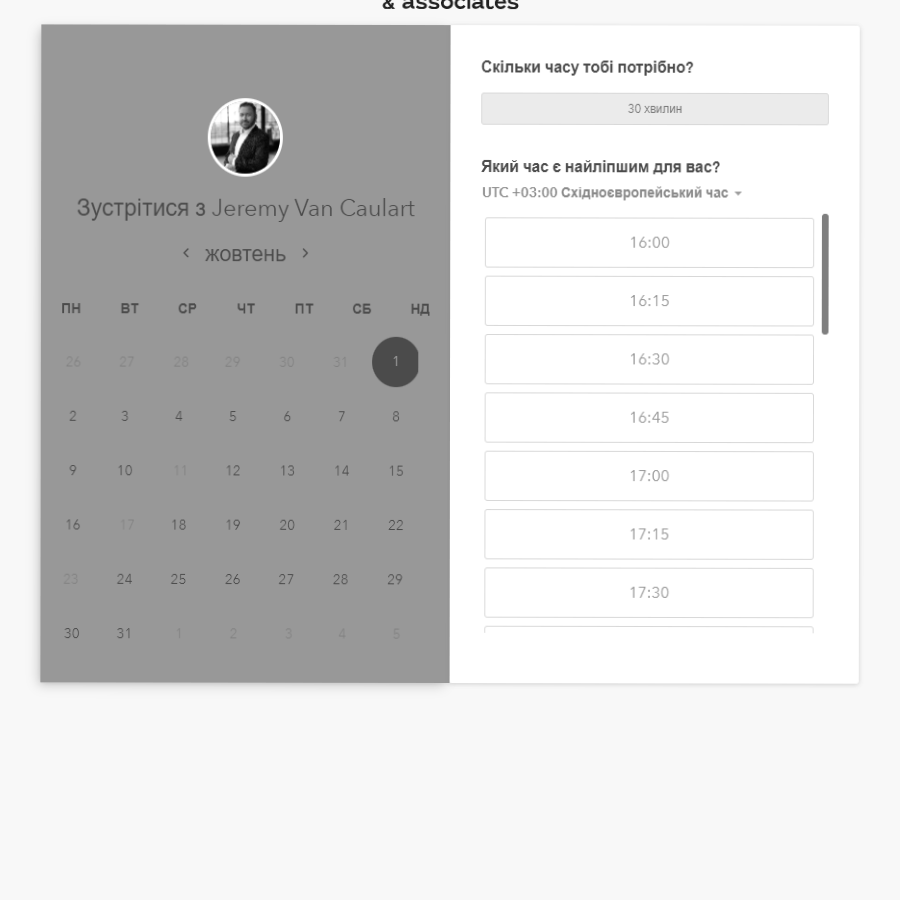 & associates
Зустрітися з Jeremy Van Caulart
жовтень
ПН ВТ СР ЧТ ПТ СБ НД
26 27 28 29 30 31 1
2 3 4 5 6 7 8
9 10 11 12 13 14 15
16 17 18 19 20 21 22
23 24 25 26 27 28 29
30 31 1 2 3 4 5
Скільки часу тобі потрібно?
30 хвилин
Який час є найліпшим для вас?
UTC +03:00 Східноєвропейський час
16:00
16:15
16:30
16:45
17:00
17:15
17:30